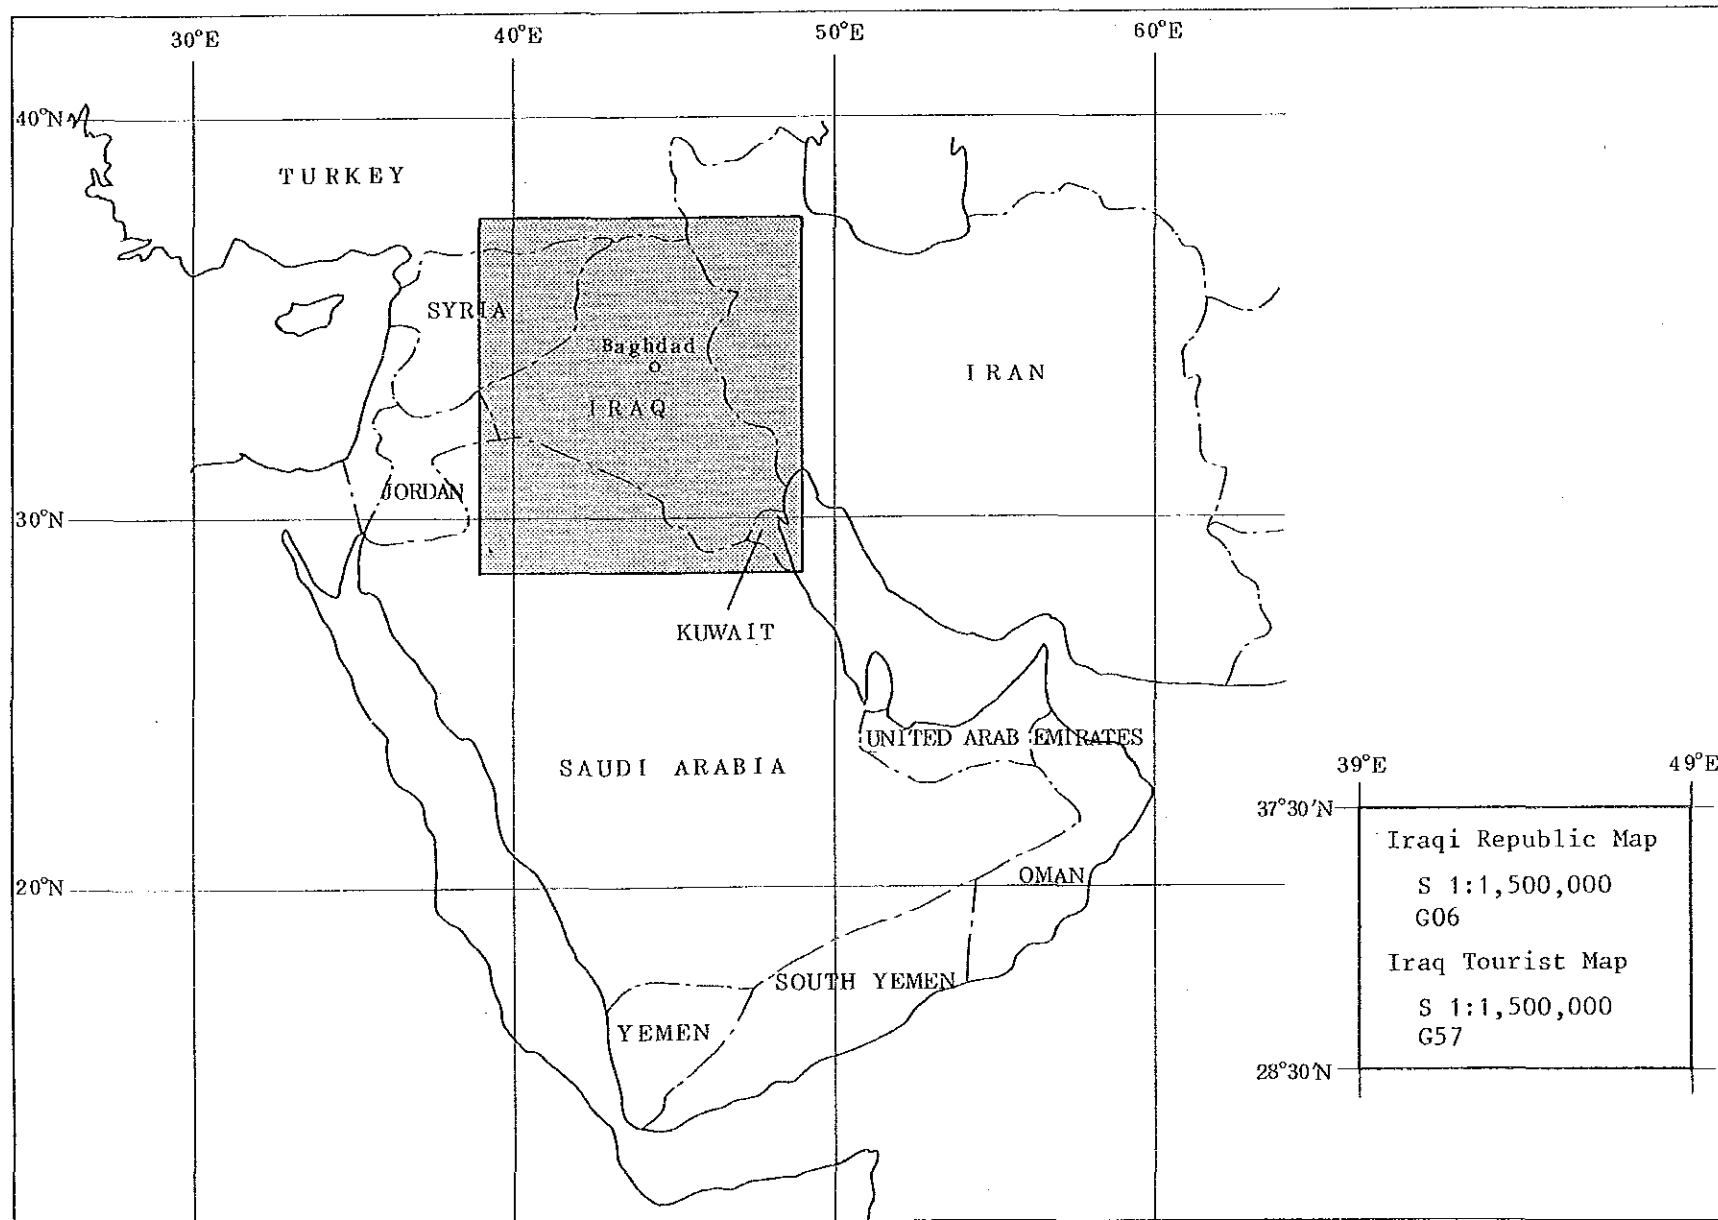 30°E 40°E 50°E 60°E
40°N
TURKEY
SYRIA
Baghdad
IRAN
IRAQ
JORDAN
30°N
KUWAIT
UNITED ARAB EMIRATES
SAUDI ARABIA
39°E 49°E
37°30'N
Iraqi Republic Map
20°N
OMAN
S 1:1,500,000
G06
Iraq Tourist Map
SOUTH YEMEN
S 1:1,500,000
YEMEN
G57
28°30'N